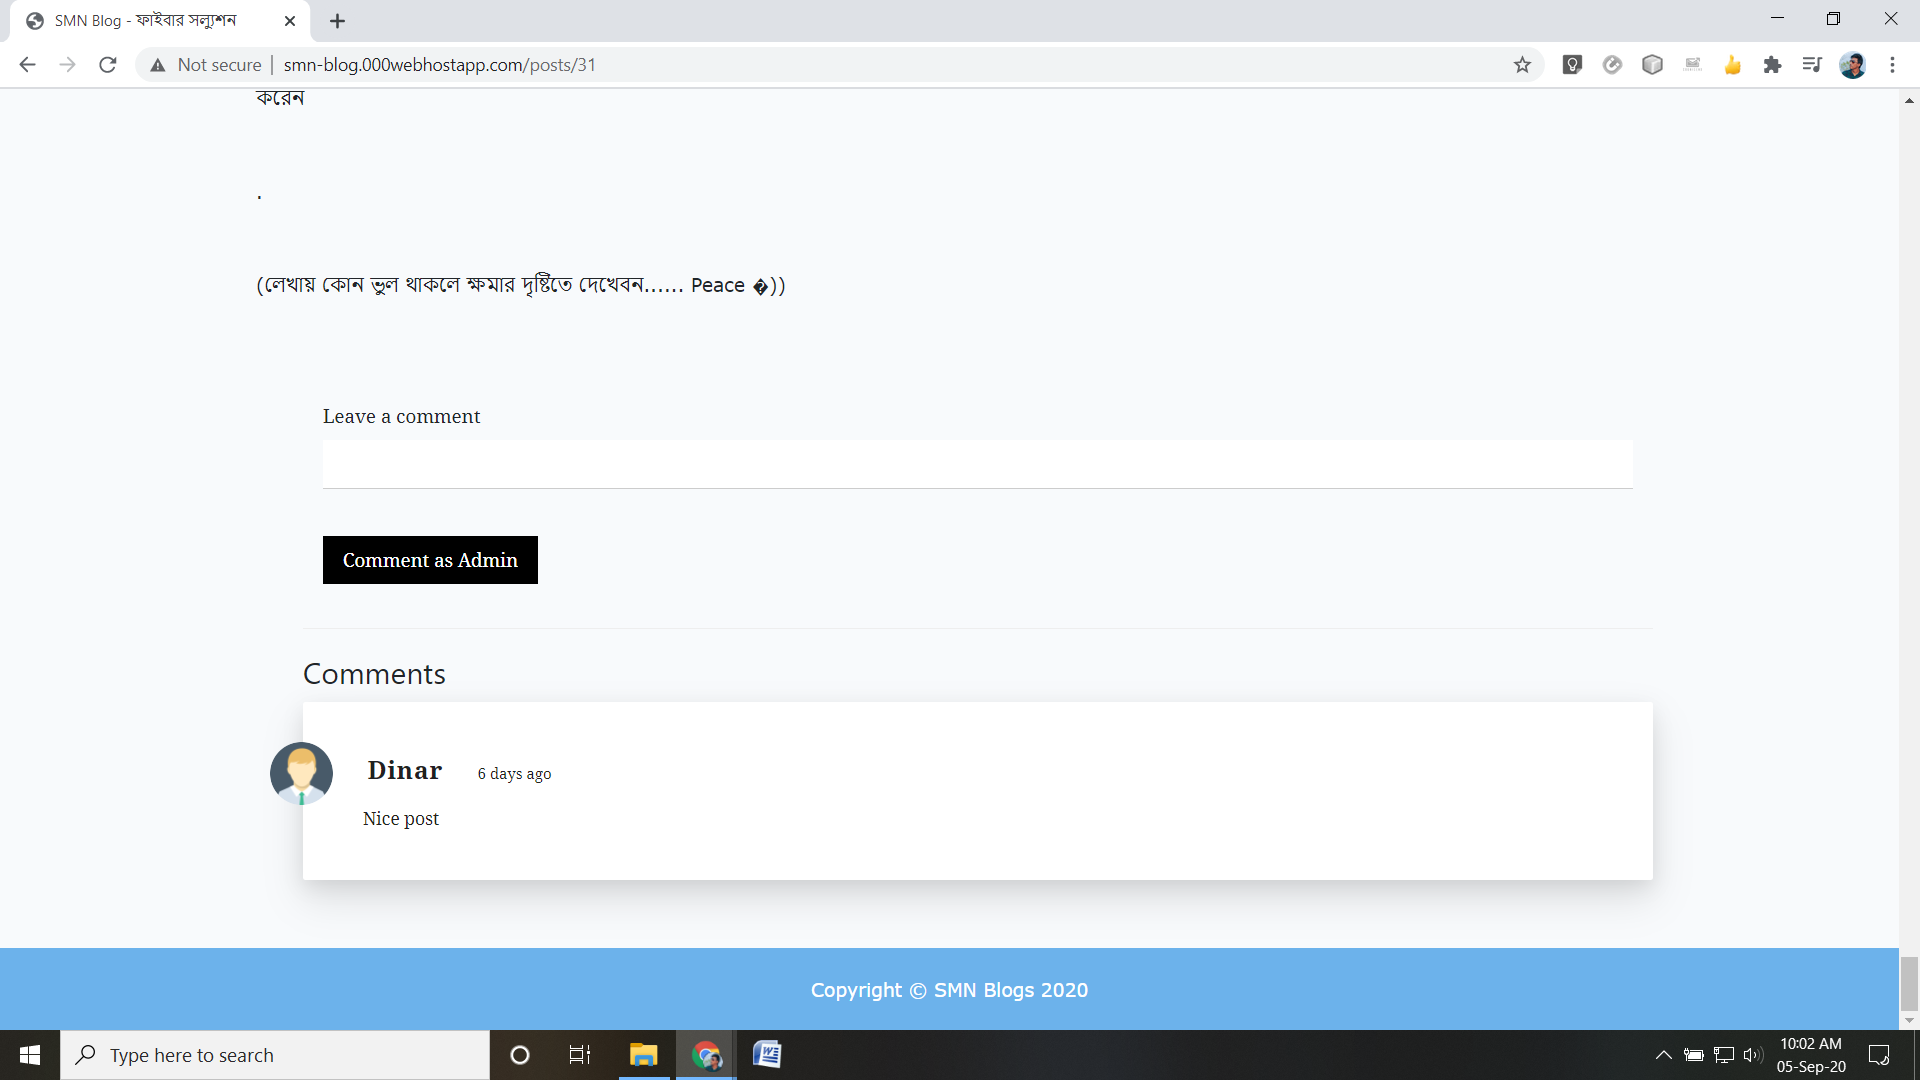 SMN Blog - ফাইবার সল্যুশন
Not secure | smn-blog.000webhostapp.com/posts/31
করেন
.
(লেখায় কোন ভুল থাকলে ক্ষমার দৃষ্টিতে দেখেবন...... Peace �))
Leave a comment
Comment as Admin
Comments
Dinar 6 days ago
Nice post
Copyright © SMN Blogs 2020
Type here to search
10:02 AM
05-Sep-20